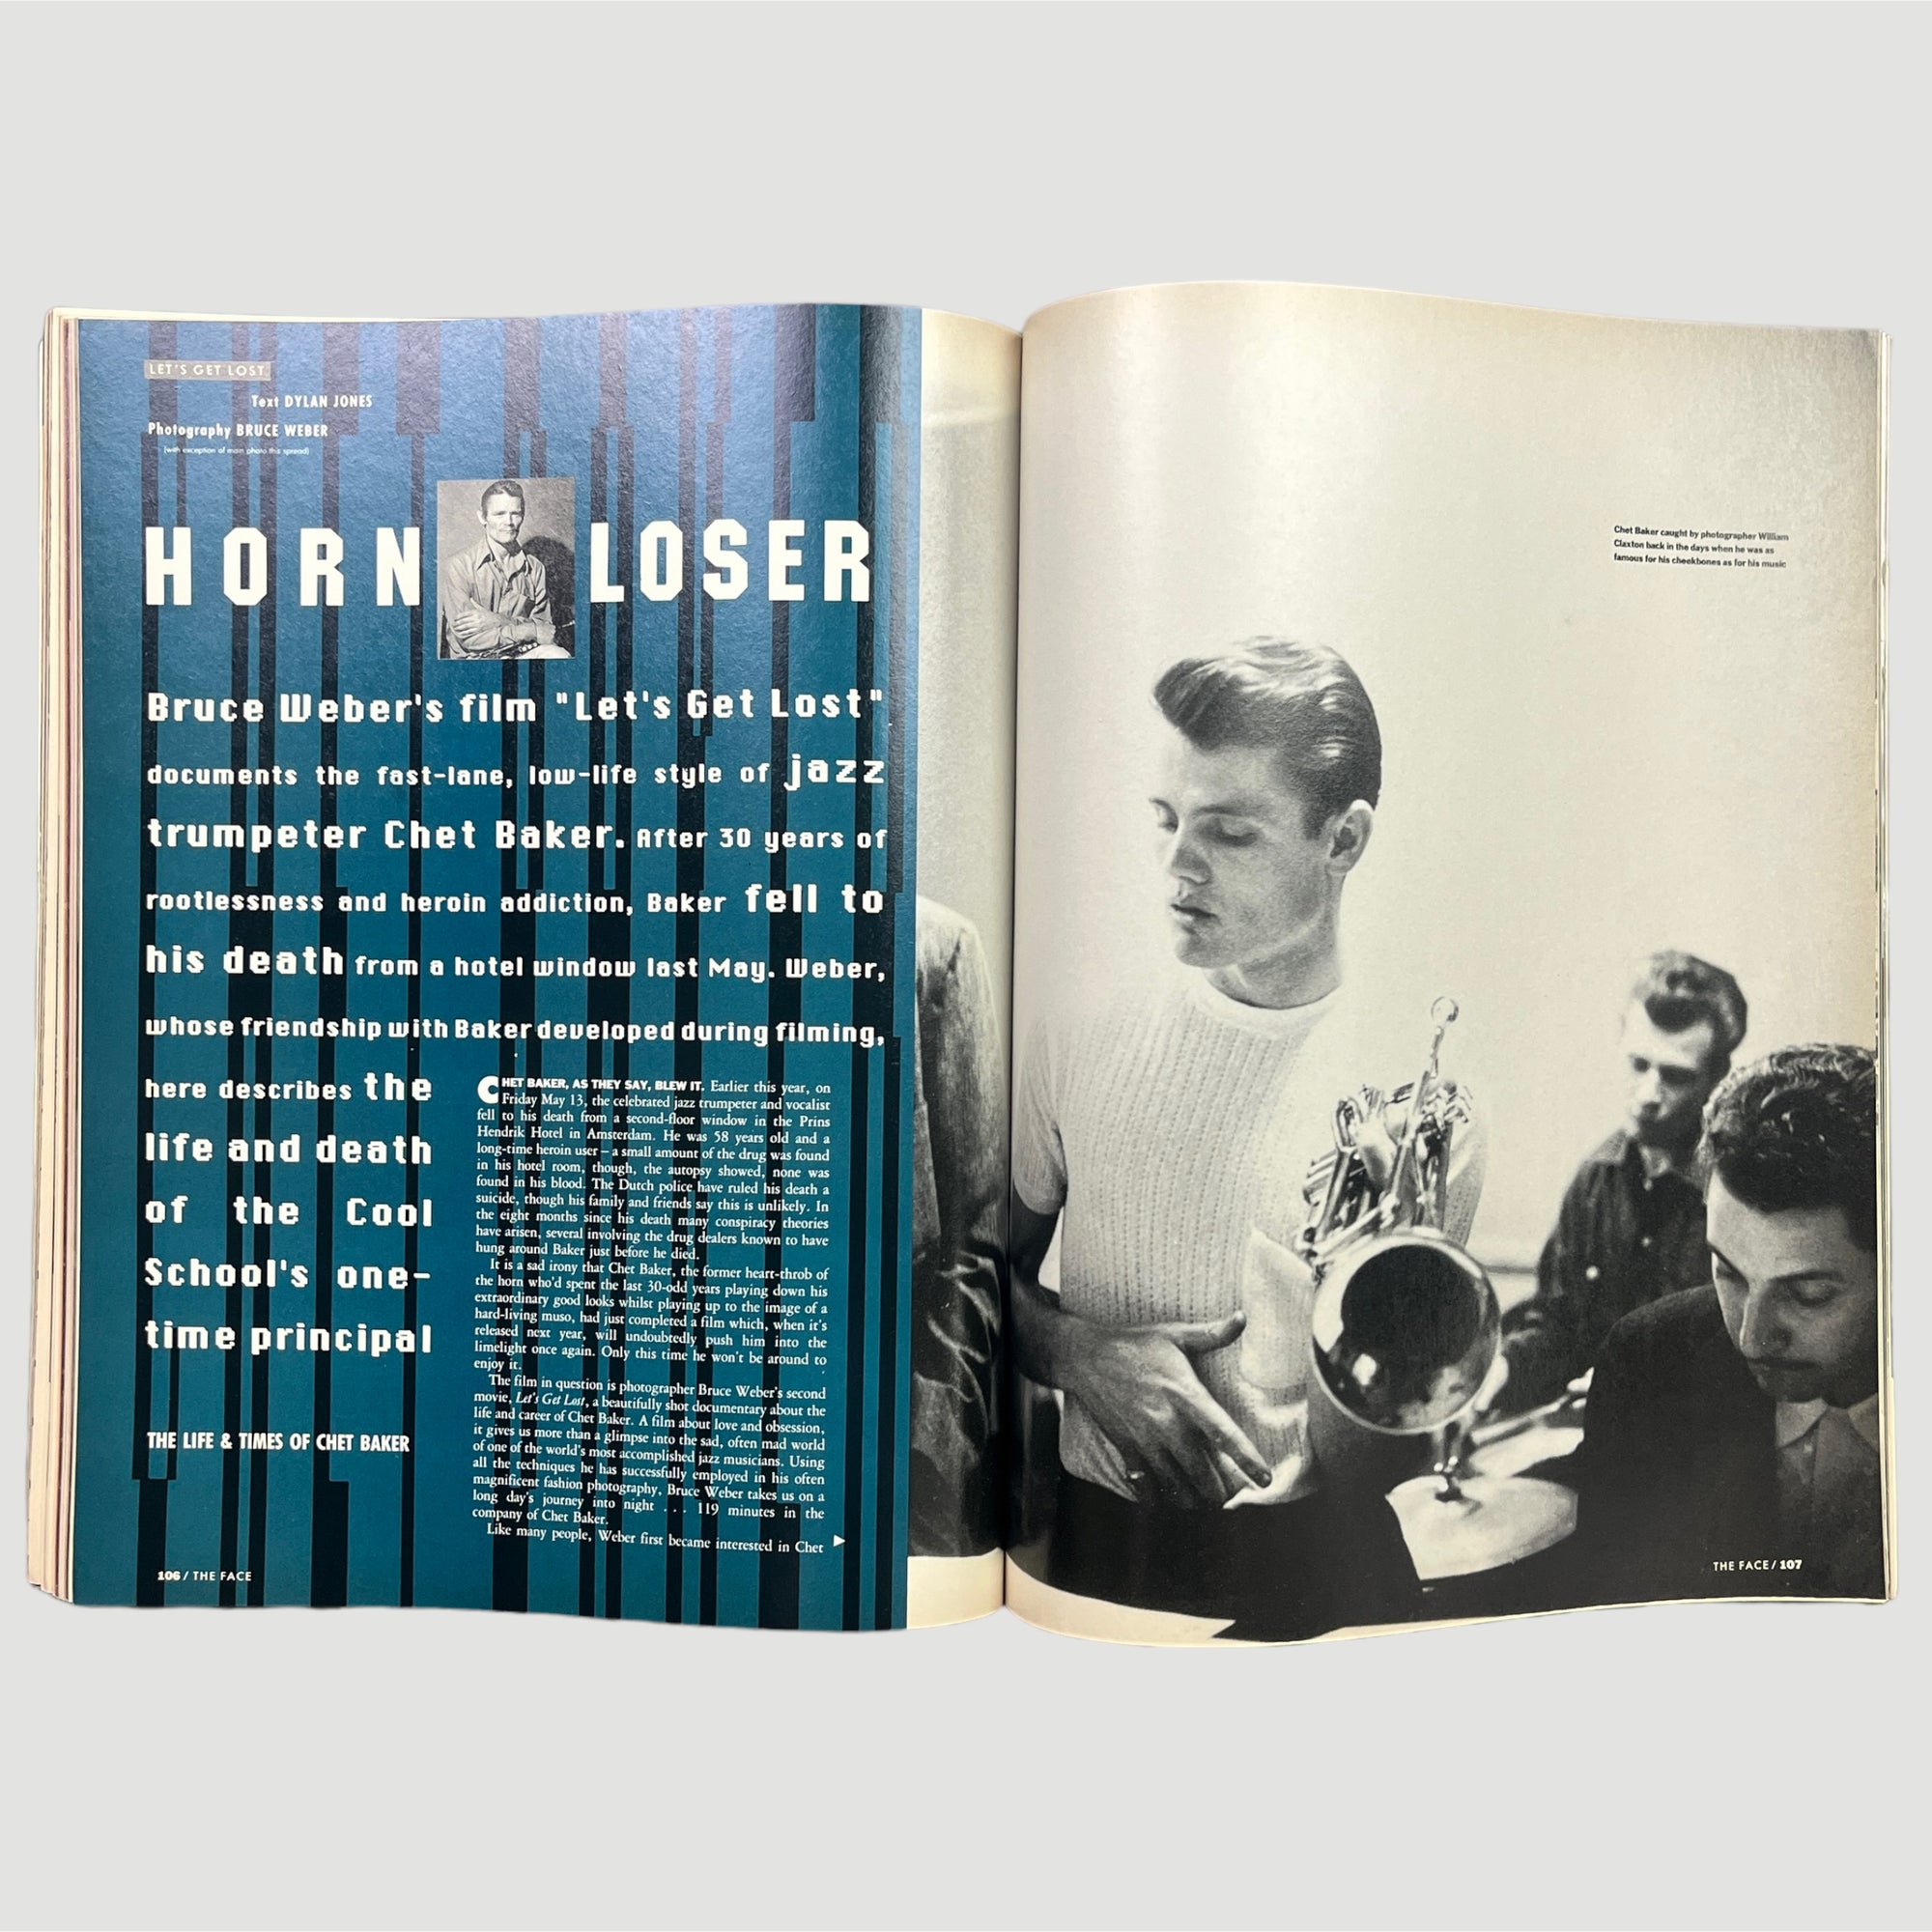 LET'S GET LOST
Text DYLAN JONES
Photography BRUCE WEBER
(with exception of main photo this spread)
HORN LOSER
Bruce Weber's film "Let's Get Lost"
documents the fast-lane, low-life style of jazz
trumpeter Chet Baker. After 30 years of
rootlessness and heroin addiction, Baker fell to
his death from a hotel window last May. Weber,
whose friendship with Baker developed during filming,
here describes the
life and death
of the Cool
School's one-
time principal
THE LIFE & TIMES OF CHET BAKER
CHET BAKER, AS THEY SAY, BLEW IT. Earlier this year, on
Friday May 13, the celebrated jazz trumpeter and vocalist
fell to his death from a second-floor window in the Prins
Hendrik Hotel in Amsterdam. He was 58 years old and a
long-time heroin user – a small amount of the drug was found
in his hotel room, though, the autopsy showed, none was
found in his blood. The Dutch police have ruled his death a
suicide, though his family and friends say this is unlikely. In
the eight months since his death many conspiracy theories
have arisen, several involving the drug dealers known to have
hung around Baker just before he died.
It is a sad irony that Chet Baker, the former heart-throb of
the horn who'd spent the last 30-odd years playing down his
extraordinary good looks whilst playing up to the image of a
hard-living muso, had just completed a film which, when it's
released next year, will undoubtedly push him into the
limelight once again. Only this time he won't be around to
enjoy it.
The film in question is photographer Bruce Weber's second
movie, Let's Get Lost, a beautifully shot documentary about the
life and career of Chet Baker. A film about love and obsession,
it gives us more than a glimpse into the sad, often mad world
of one of the world's most accomplished jazz musicians. Using
all the techniques he has successfully employed in his often
magnificent fashion photography, Bruce Weber takes us on a
long day's journey into night . . . 119 minutes in the
company of Chet Baker.
Like many people, Weber first became interested in Chet
106 / THE FACE
Chet Baker caught by photographer William
Claxton back in the days when he was as
famous for his cheekbones as for his music
THE FACE / 107